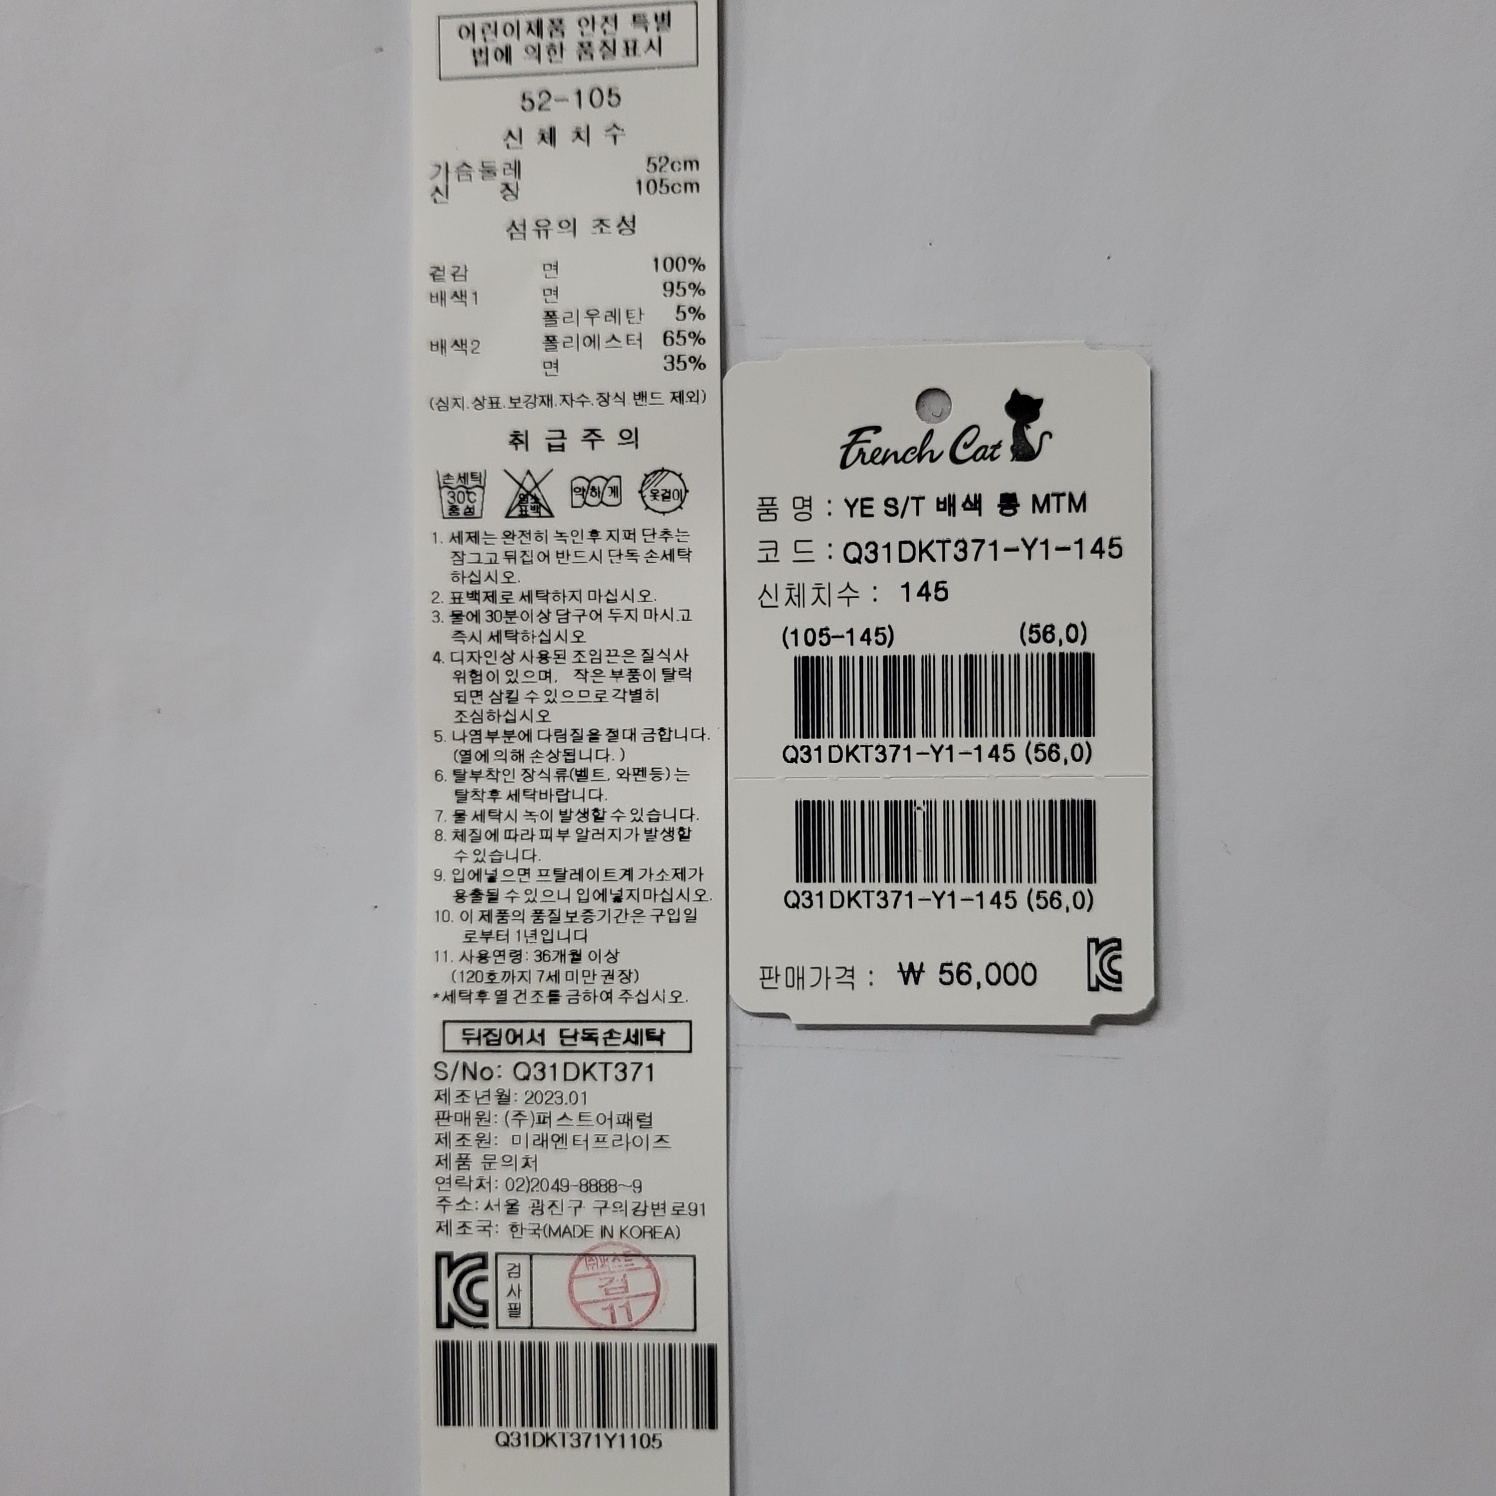 어린이제품 안전 특별
법에 의한 품질표시
52-105
신체치수
가슴둘레 52cm
신 장 105cm
섬유의 조성
겉감 면 100%
배색1 면 95%
폴리우레탄 5%
배색2 폴리에스터 65%
면 35%
(심지.상표.보강재.자수.장식.밴드 제외)
취급주의
손세탁 30℃ 중성
염소 표백
약하게
옷걸이
1. 세제는 완전히 녹인후 지퍼 단추는
잠그고 뒤집어 반드시 단독 손세탁
하십시오.
2. 표백제로 세탁하지 마십시오.
3. 물에 30분이상 담구어 두지 마시고
즉시 세탁하십시오
4. 디자인상 사용된 조임끈은 질식사
위험이 있으며, 작은 부품이 탈락
되면 삼킬 수 있으므로 각별히
조심하십시오
5. 나염부분에 다림질을 절대 금합니다.
(열에 의해 손상됩니다.)
6. 탈부착인 장식류(벨트, 와펜등)는
탈착후 세탁바랍니다.
7. 물 세탁시 녹이 발생할 수 있습니다.
8. 체질에 따라 피부 알러지가 발생할
수 있습니다.
9. 입에넣으면 프탈레이트계 가소제가
용출될 수 있으니 입에넣지마십시오.
10. 이 제품의 품질보증기간은 구입일
로부터 1년입니다
11. 사용연령: 36개월 이상
(120호까지 7세 미만 권장)
*세탁후 열 건조를 금하여 주십시오.
뒤집어서 단독손세탁
S/No: Q31DKT371
제조년월: 2023.01
판매원: (주)퍼스트어패럴
제조원: 미래엔터프라이즈
제품 문의처
연락처: 02)2049-8888~9
주소: 서울 광진구 구의강변로91
제조국: 한국(MADE IN KOREA)
KC 검사필 ㈜퍼스트 검 11
Q31DKT371Y1105
French Cat
품 명 : YE S/T 배색 롱 MTM
코 드 : Q31DKT371-Y1-145
신체치수 : 145
(105-145) (56,0)
Q31DKT371-Y1-145 (56,0)
Q31DKT371-Y1-145 (56,0)
판매가격 : ₩ 56,000 KC